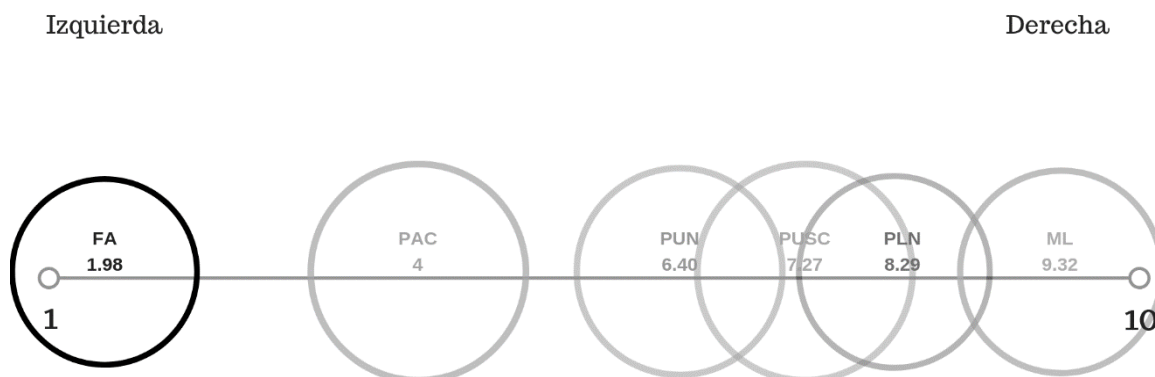 Izquierda Derecha
FA PAC PUN PUSC PLN ML
1.98 4 6.40 7.27 8.29 9.32
1 10